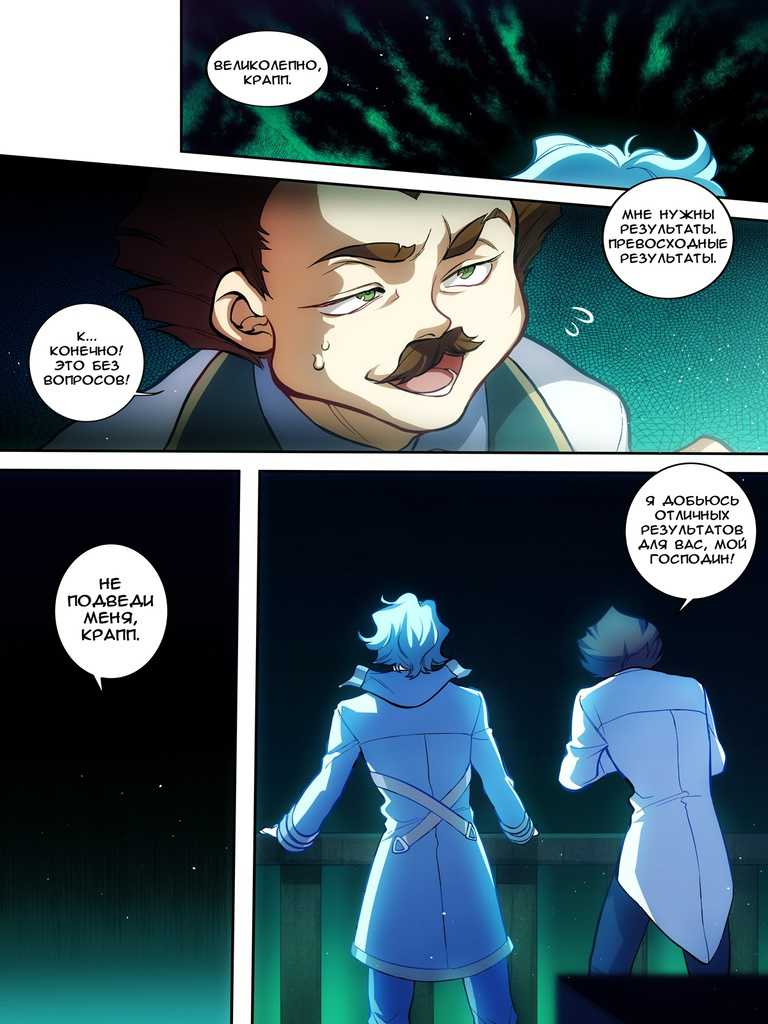 ВЕЛИКОЛЕПНО,
КРАПП.
МНЕ НУЖНЫ
РЕЗУЛЬТАТЫ.
ПРЕВОСХОДНЫЕ
РЕЗУЛЬТАТЫ.
К...
КОНЕЧНО!
ЭТО БЕЗ
ВОПРОСОВ!
НЕ
ПОДВЕДИ
МЕНЯ,
КРАПП.
Я ДОБЬЮСЬ
ОТЛИЧНЫХ
РЕЗУЛЬТАТОВ
ДЛЯ ВАС, МОЙ
ГОСПОДИН!